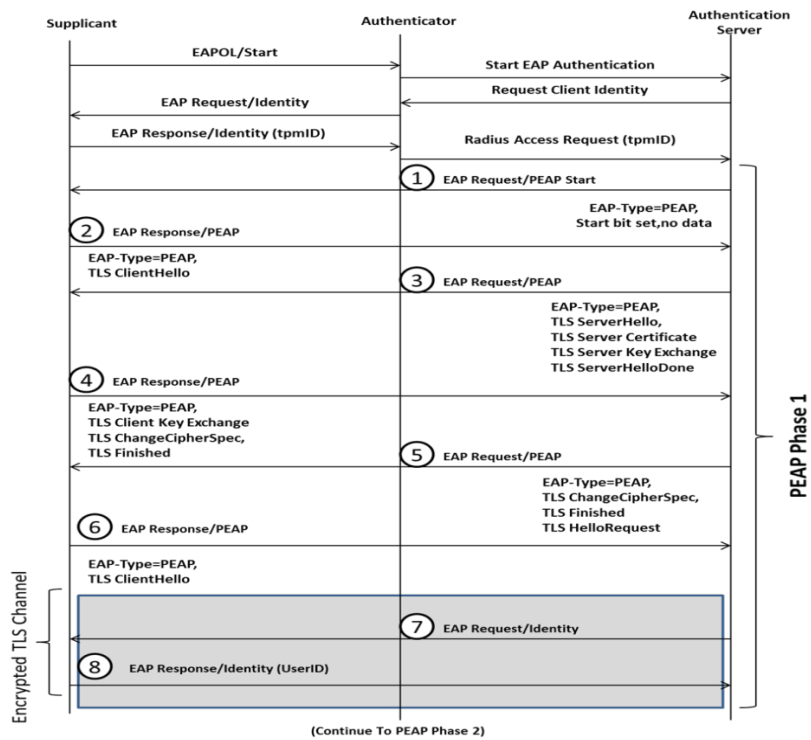 Supplicant
Authenticator
Authentication
Server
EAPOL/Start
Start EAP Authentication
Request Client Identity
EAP Request/Identity
EAP Response/Identity (tpmID)
Radius Access Request (tpmID)
1 EAP Request/PEAP Start
EAP-Type=PEAP,
Start bit set,no data
2 EAP Response/PEAP
EAP-Type=PEAP,
TLS ClientHello
3 EAP Request/PEAP
EAP-Type=PEAP,
TLS ServerHello,
TLS Server Certificate
TLS Server Key Exchange
TLS ServerHelloDone
4 EAP Response/PEAP
EAP-Type=PEAP,
TLS Client Key Exchange
TLS ChangeCipherSpec,
TLS Finished
5 EAP Request/PEAP
EAP-Type=PEAP,
TLS ChangeCipherSpec,
TLS Finished
TLS HelloRequest
6 EAP Response/PEAP
EAP-Type=PEAP,
TLS ClientHello
7 EAP Request/Identity
8 EAP Response/Identity (UserID)
Encrypted TLS Channel
PEAP Phase 1
(Continue To PEAP Phase 2)